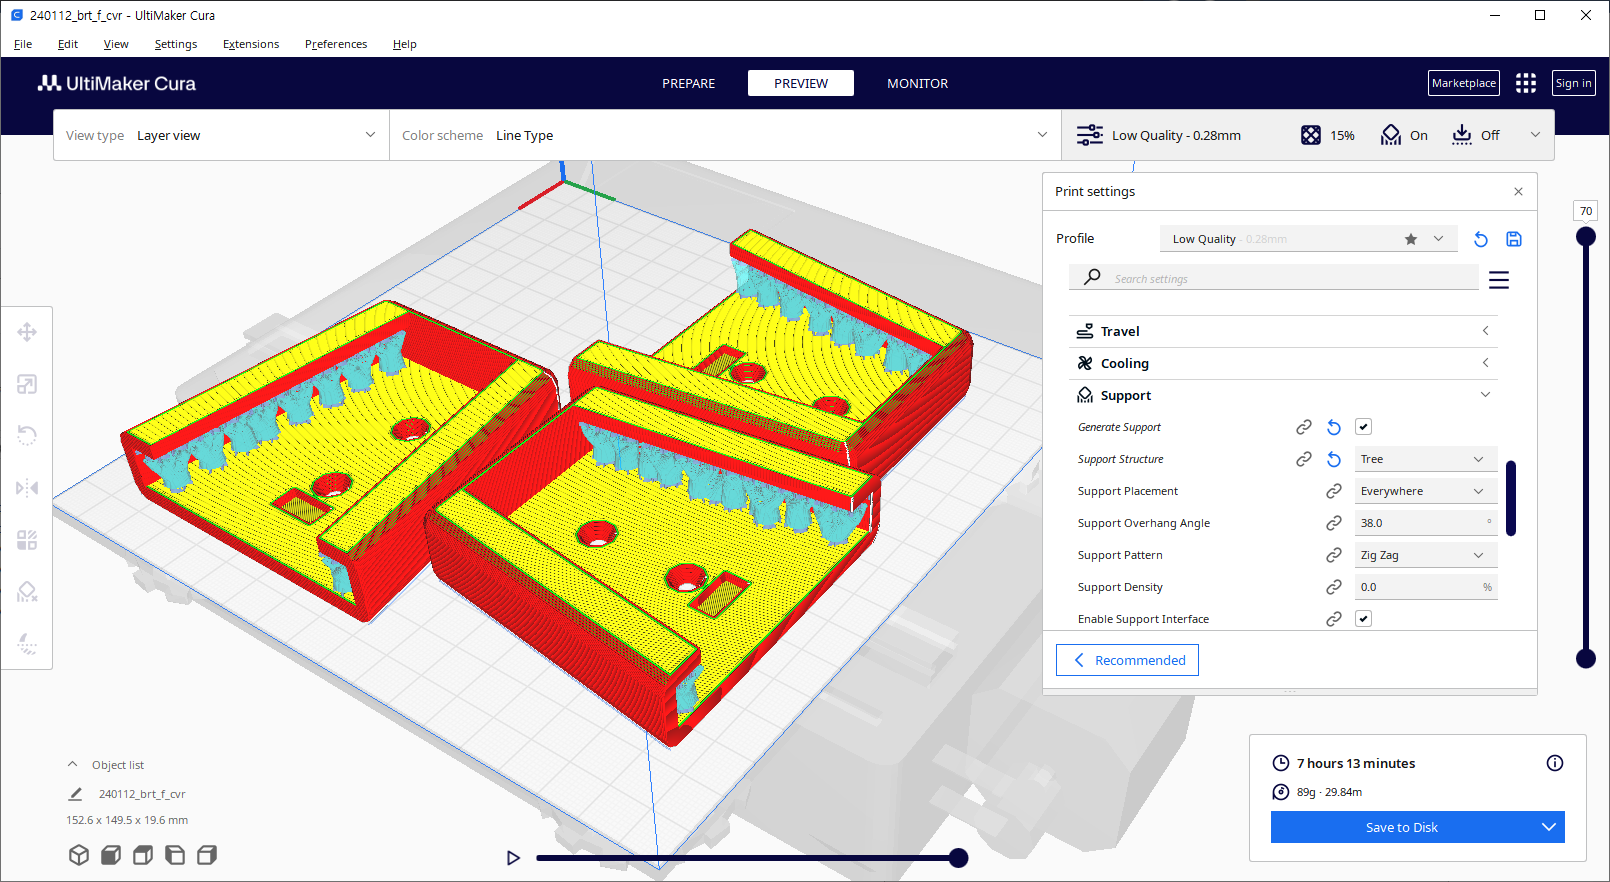 240112_brt_f_cvr - UltiMaker Cura
File Edit View Settings Extensions Preferences Help
UltiMaker Cura
PREPARE PREVIEW MONITOR
Marketplace
Sign in
View type Layer view
Color scheme Line Type
Low Quality - 0.28mm 15% On Off
Print settings
Profile Low Quality - 0.28mm
Search settings
Travel
Cooling
Support
Generate Support
Support Structure Tree
Support Placement Everywhere
Support Overhang Angle 38.0 °
Support Pattern Zig Zag
Support Density 0.0 %
Enable Support Interface
Recommended
70
Object list
240112_brt_f_cvr
152.6 x 149.5 x 19.6 mm
7 hours 13 minutes
89g · 29.84m
Save to Disk